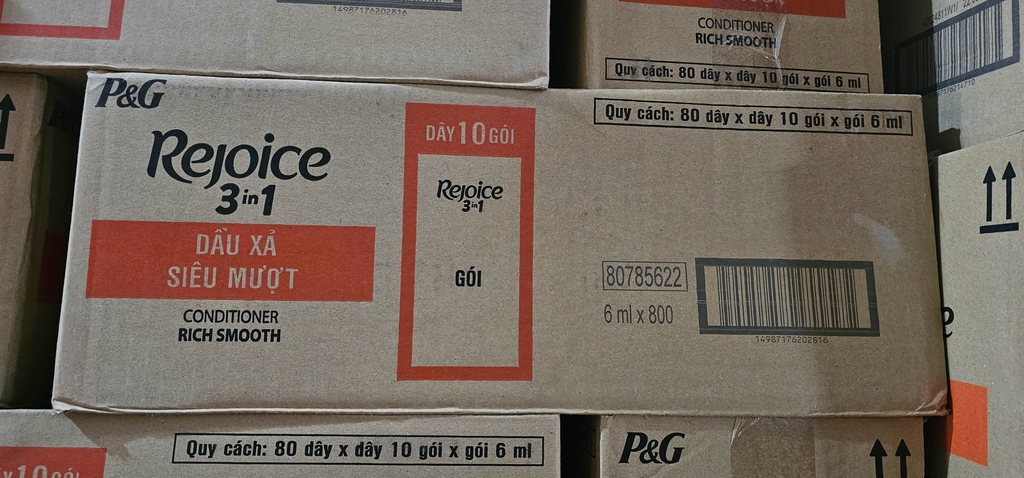 14987176202816
CONDITIONER
RICH SMOOTH
Quy cách: 80 dây x dây 10 gói x gói 6 ml
P&G
Rejoice
3in1
DẦU XẢ
SIÊU MƯỢT
CONDITIONER
RICH SMOOTH
DÂY 10 GÓI
Rejoice
3in1
GÓI
Quy cách: 80 dây x dây 10 gói x gói 6 ml
80785622
6 ml x 800
14987176202816
Quy cách: 80 dây x dây 10 gói x gói 6 ml
P&G